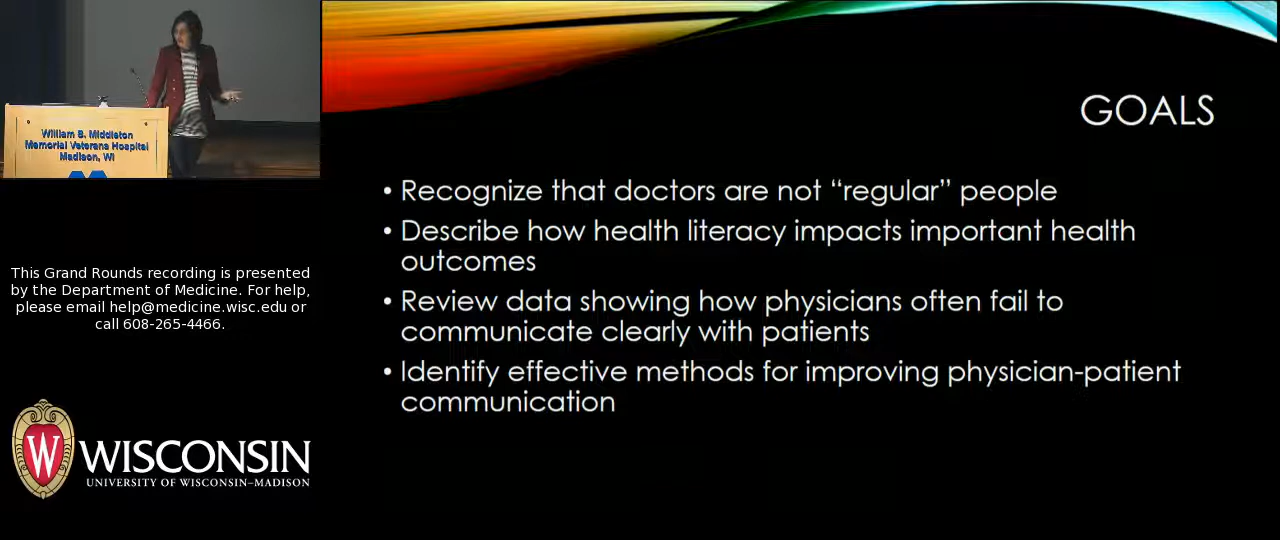 William S. Middleton
Memorial Veterans Hospital
Madison, WI
This Grand Rounds recording is presented
by the Department of Medicine. For help,
please email help@medicine.wisc.edu or
call 608-265-4466.
W WISCONSIN
UNIVERSITY OF WISCONSIN–MADISON
GOALS
• Recognize that doctors are not “regular” people
• Describe how health literacy impacts important health
outcomes
• Review data showing how physicians often fail to
communicate clearly with patients
• Identify effective methods for improving physician-patient
communication